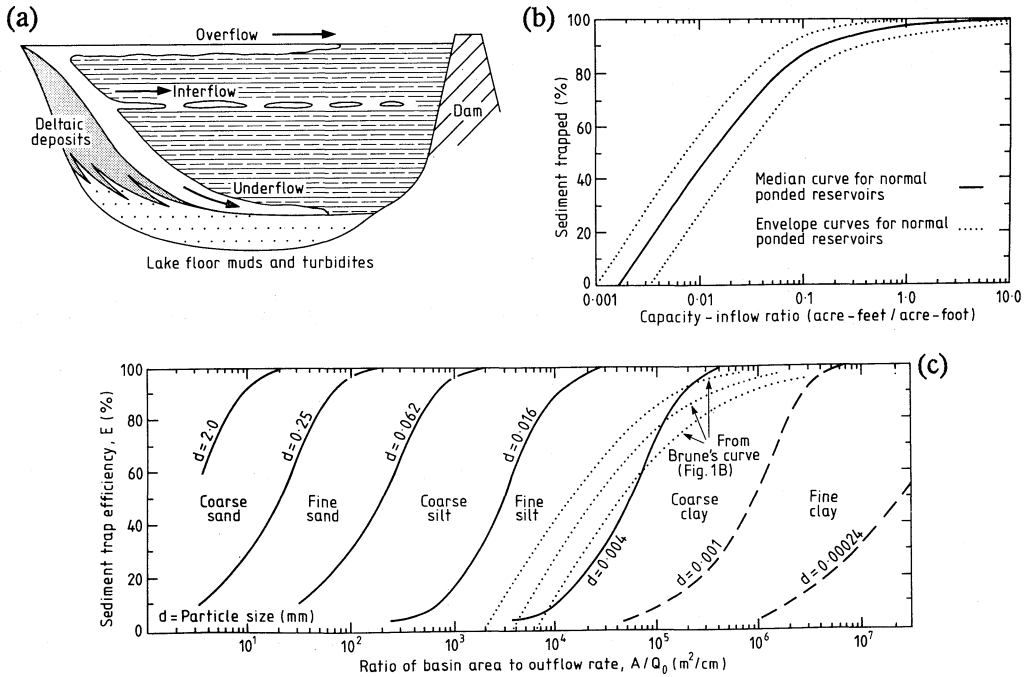 (a)
Overflow
Interflow
Deltaic
deposits
Dam
Underflow
Lake floor muds and turbidites
(b)
Sediment trapped (%)
100
80
60
40
20
0
0·001
0·01
0·1
1·0
10·0
Median curve for normal
ponded reservoirs
Envelope curves for normal
ponded reservoirs
Capacity-inflow ratio (acre-feet/acre-foot)
(c)
Sediment trap efficiency, E (%)
100
80
60
40
20
0
d=2·0
d=0·25
d=0·062
d=0·016
d=0·004
d=0·001
d=0·00024
Coarse
sand
Fine
sand
Coarse
silt
Fine
silt
From
Brune's curve
(Fig.1B)
Coarse
clay
Fine
clay
d=Particle size (mm)
10¹
10²
10³
10⁴
10⁵
10⁶
10⁷
Ratio of basin area to outflow rate, A/Q₀ (m²/cm)